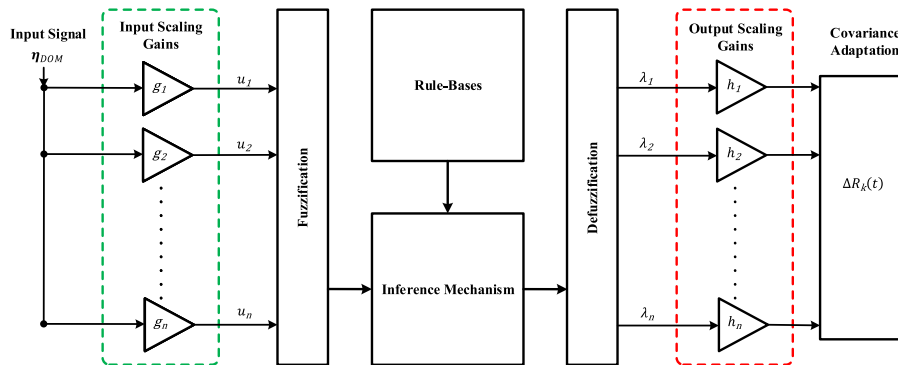 Input Signal
η_DOM
Input Scaling
Gains
g₁
g₂
gₙ
u₁
u₂
uₙ
Fuzzification
Rule-Bases
Inference Mechanism
Defuzzification
λ₁
λ₂
λₙ
Output Scaling
Gains
h₁
h₂
hₙ
Covariance
Adaptation
ΔRₖ(t)